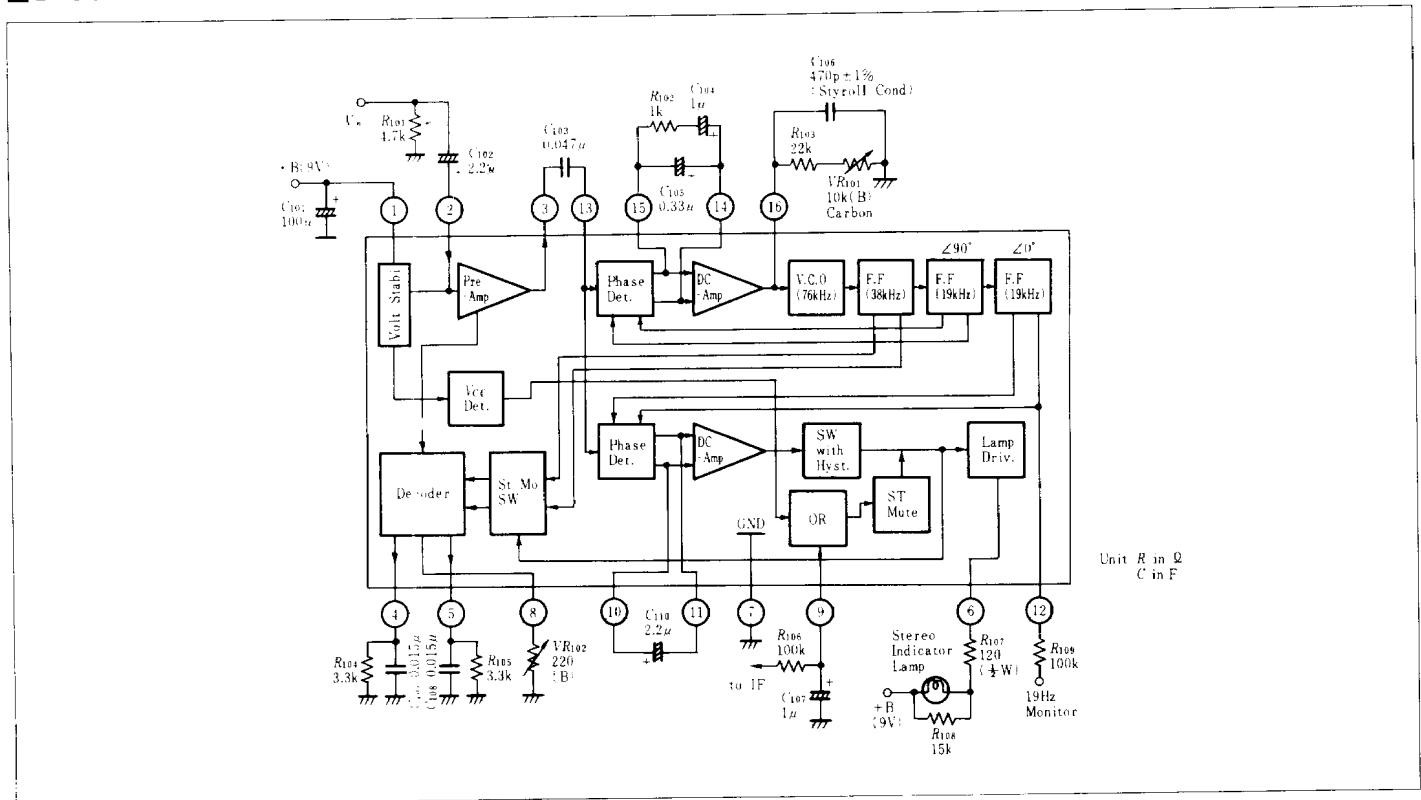 C106
470p±1%
(Styroll Cond)
R103
22k
VR101
10k(B)
Carbon
R102
1k
C104
1μ
+
C105
0.33μ
+
C103
0.047μ
R101
4.7k
C102
2.2μ
+
B(9V)
+
100μ
1
2
3
13
15
14
16
Volt Stabi
Pre
-Amp
Phase
Det.
DC
-Amp
V.C.O
(76kHz)
F.F
(38kHz)
∠90°
F.F
(19kHz)
∠0°
F.F
(19kHz)
Vcc
Det.
Decoder
St. Mo
SW
Phase
Det.
DC
-Amp
SW
with
Hyst.
Lamp
Driv.
OR
ST
Mute
GND
Unit R in Ω
C in F
4
5
8
10
11
7
9
6
12
R104
3.3k
0.015μ
C108 0.015μ
R105
3.3k
VR102
220
(B)
C110
2.2μ
+
R106
100k
to IF
C107
1μ
+
Stereo
Indicator
Lamp
R107
120
(½W)
+B
(9V)
R108
15k
R109
100k
19Hz
Monitor